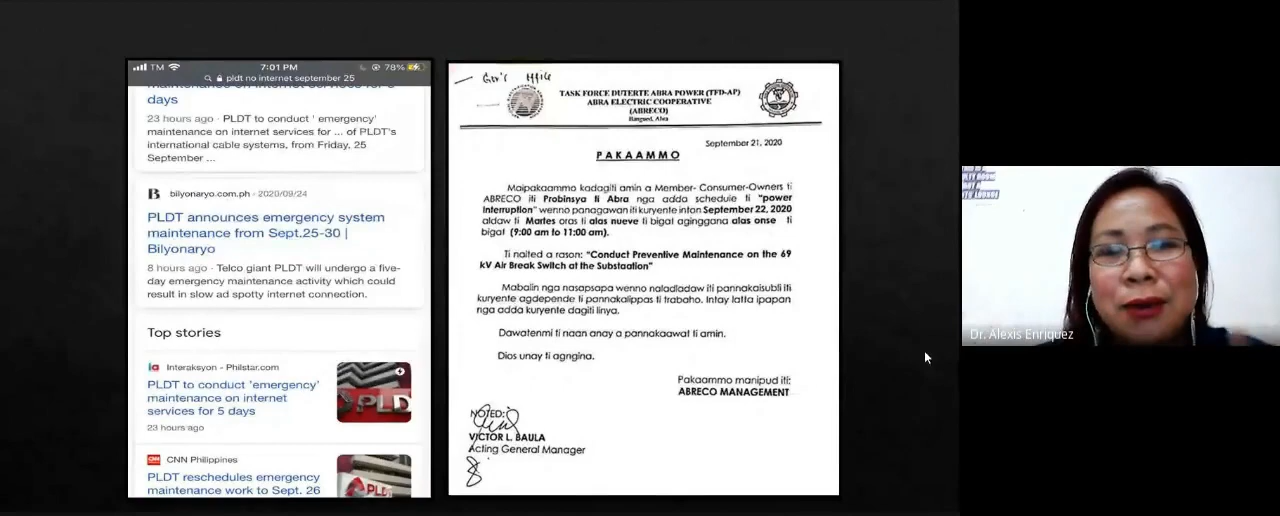 TM 7:01 PM 78%
pldt no internet september 25
days
23 hours ago · PLDT to conduct ' emergency'
maintenance on internet services for ... of PLDT's
international cable systems, from Friday, 25
September ...
B bilyonaryo.com.ph › 2020/09/24
PLDT announces emergency system
maintenance from Sept.25-30 |
Bilyonaryo
8 hours ago · Telco giant PLDT will undergo a five-
day emergency maintenance activity which could
result in slow ad spotty internet connection.
Top stories
Interaksyon - Philstar.com
PLDT to conduct 'emergency'
maintenance on internet
services for 5 days
23 hours ago
PLD
CNN Philippines
PLDT reschedules emergency
maintenance work to Sept. 26
PLD
Gov's Office
TASK FORCE DUTERTE ABRA POWER (TFD-AP)
ABRA ELECTRIC COOPERATIVE
(ABRECO)
Bangued, Abra
September 21, 2020
PAKAAMMO
Maipakaammo kadagiti amin a Member- Consumer-Owners ti
ABRECO iti Probinsya ti Abra nga adda schedule ti "power
Interruption" wenno panagawan iti kuryente inton September 22, 2020
aldaw ti Martes oras ti alas nueve ti bigat aginggana alas onse ti
bigat (9:00 am to 11:00 am).
Ti naited a rason: "Conduct Preventive Maintenance on the 69
kV Air Break Switch at the Substaation"
Mabalin nga nasapsapa wenno naladladaw iti pannakaisubli iti
kuryente agdepende ti pannakalippas ti trabaho. Intay latta ipapan
nga adda kuryente dagiti linya.
Dawatenmi ti naan anay a pannakaawat ti amin.
Dios unay ti agngina.
Pakaammo manipud iti:
ABRECO MANAGEMENT
NOTED:
VICTOR L. BAULA
Acting General Manager
Dr. Alexis Enriquez